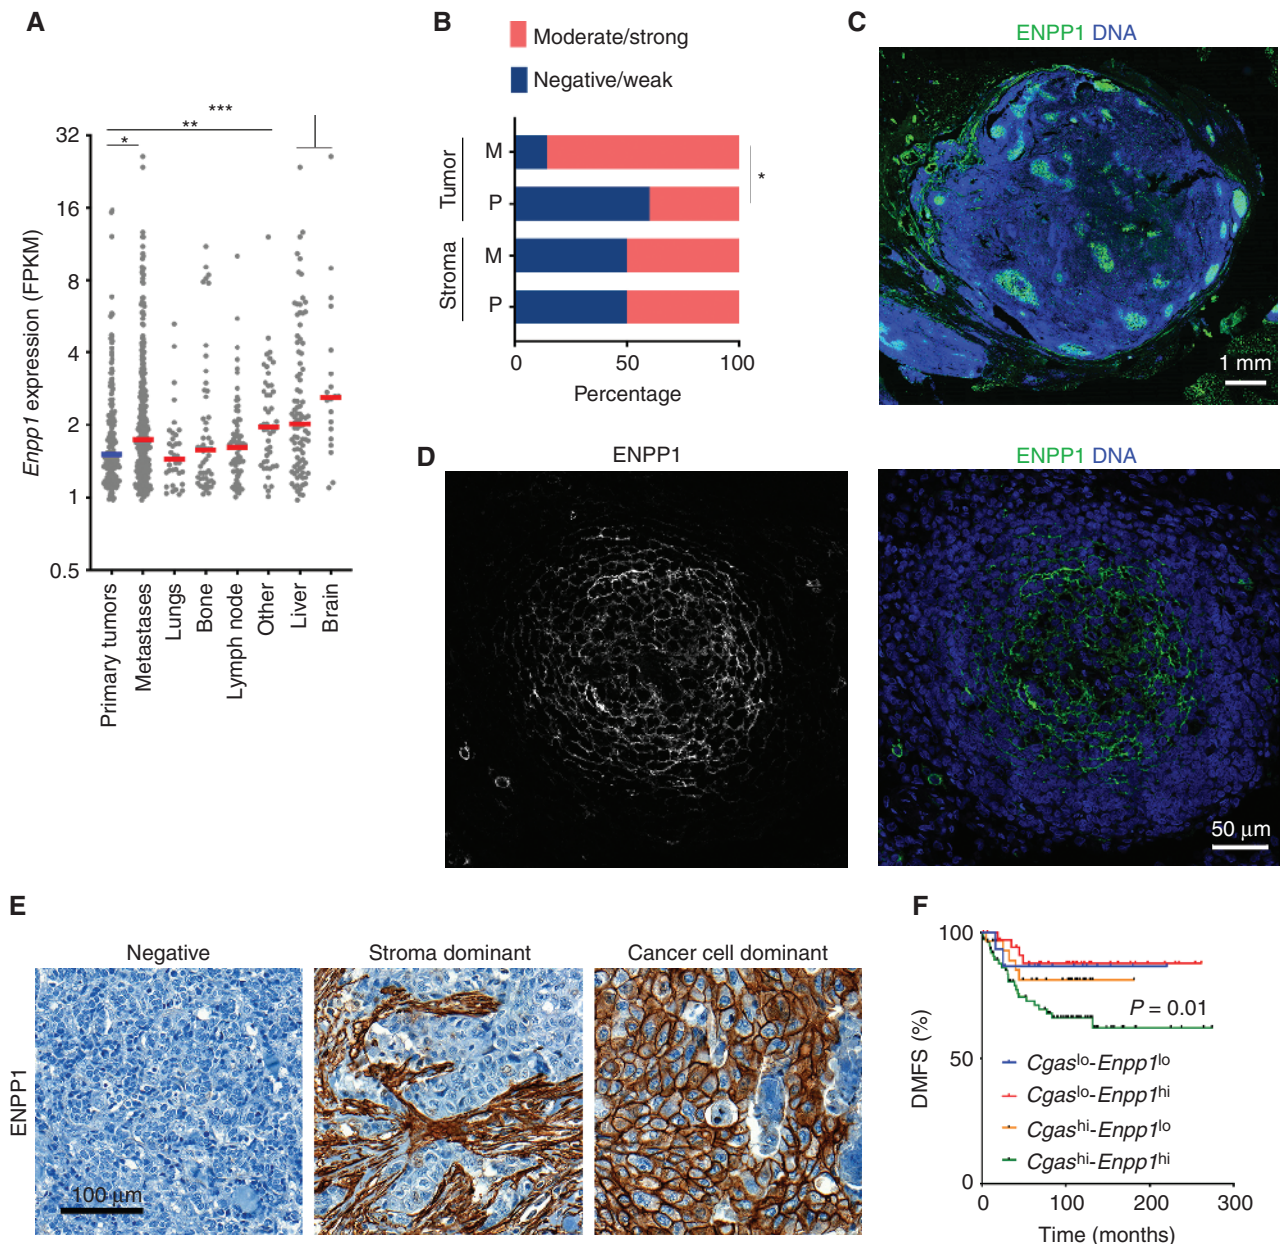 A
***
**
*
32
16
8
4
2
1
0.5
Enpp1 expression (FPKM)
Primary tumors
Metastases
Lungs
Bone
Lymph node
Other
Liver
Brain
B
Moderate/strong
Negative/weak
Tumor
M
P
Stroma
M
P
*
0
50
100
Percentage
C
ENPP1 DNA
1 mm
D
ENPP1
ENPP1 DNA
50 µm
E
Negative
Stroma dominant
Cancer cell dominant
ENPP1
100 µm
F
100
50
0
DMFS (%)
P = 0.01
Cgaslo-Enpp1lo
Cgaslo-Enpp1hi
Cgashi-Enpp1lo
Cgashi-Enpp1hi
0
100
200
300
Time (months)